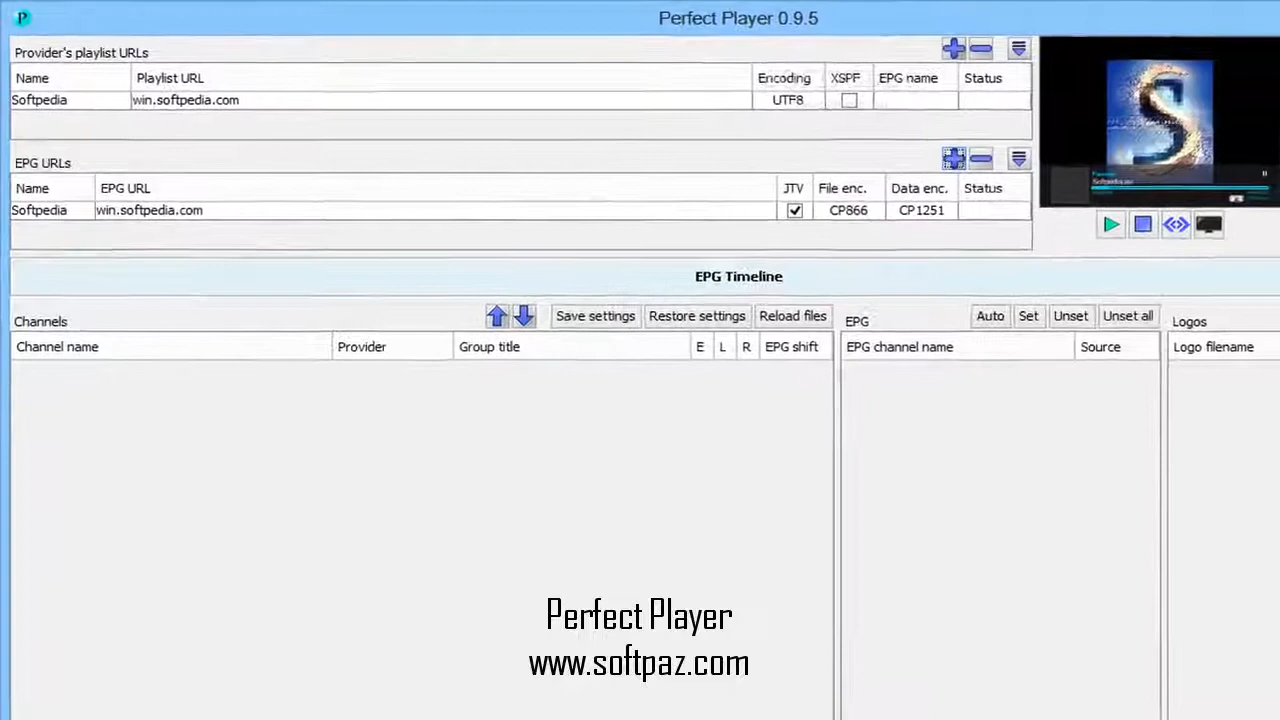 Perfect Player 0.9.5
Provider's playlist URLs
Name Playlist URL Encoding XSPF EPG name Status
Softpedia win.softpedia.com UTF8
EPG URLs
Name EPG URL JTV File enc. Data enc. Status
Softpedia win.softpedia.com CP866 CP1251
EPG Timeline
Channels Save settings Restore settings Reload files EPG Auto Set Unset Unset all Logos
Channel name Provider Group title E L R EPG shift EPG channel name Source Logo filename
Perfect Player
www.softpaz.com